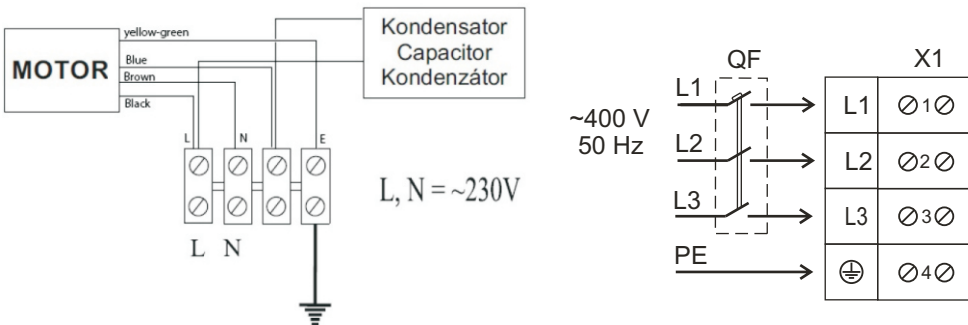 yellow-green
MOTOR
Blue
Brown
Black
Kondensator
Capacitor
Kondenzátor
L
N
E
L, N = ~230V
L N
QF
X1
~400 V
50 Hz
L1
L1
1
L2
L2
2
L3
L3
3
PE
4